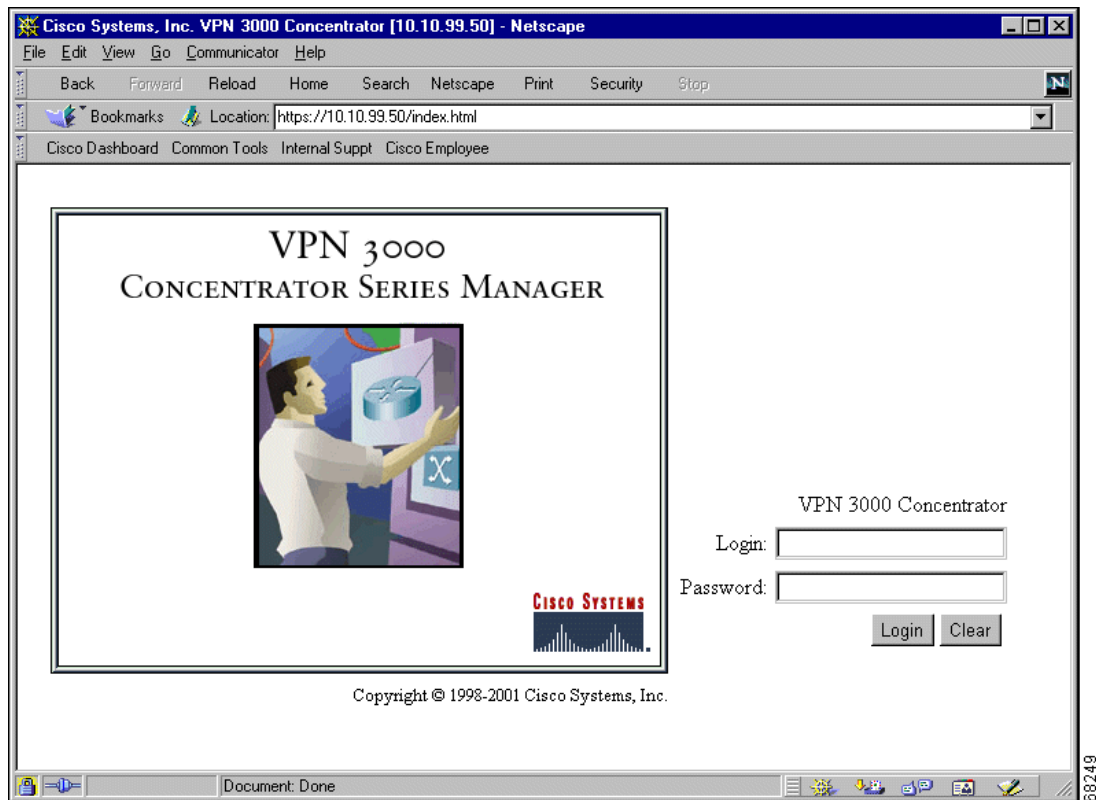 Cisco Systems, Inc. VPN 3000 Concentrator [10.10.99.50] - Netscape
File Edit View Go Communicator Help
Back Forward Reload Home Search Netscape Print Security Stop
N
Bookmarks Location: https://10.10.99.50/index.html
Cisco Dashboard Common Tools Internal Suppt Cisco Employee
VPN 3000
CONCENTRATOR SERIES MANAGER
VPN 3000 Concentrator
Login:
Password:
Login Clear
CISCO SYSTEMS
Copyright © 1998-2001 Cisco Systems, Inc.
Document: Done
68249